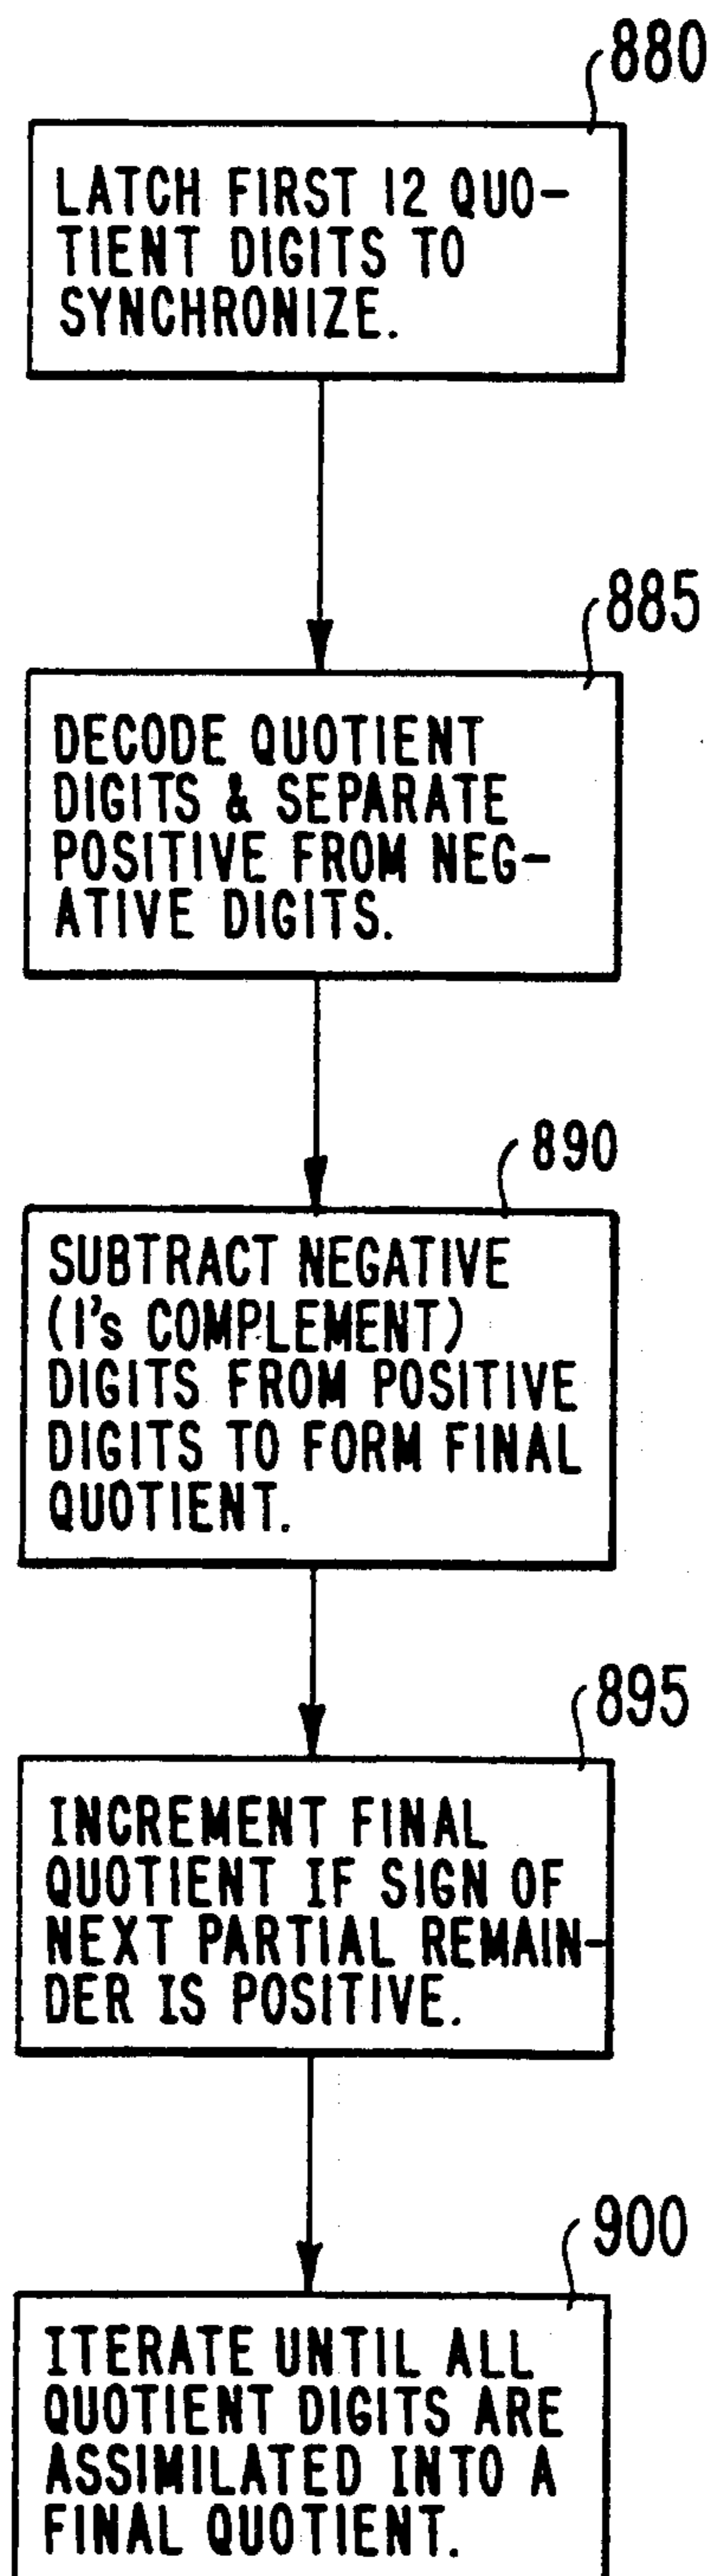 880
LATCH FIRST 12 QUO-
TIENT DIGITS TO
SYNCHRONIZE.
885
DECODE QUOTIENT
DIGITS & SEPARATE
POSITIVE FROM NEG-
ATIVE DIGITS.
890
SUBTRACT NEGATIVE
(1's COMPLEMENT)
DIGITS FROM POSITIVE
DIGITS TO FORM FINAL
QUOTIENT.
895
INCREMENT FINAL
QUOTIENT IF SIGN OF
NEXT PARTIAL REMAIN-
DER IS POSITIVE.
900
ITERATE UNTIL ALL
QUOTIENT DIGITS ARE
ASSIMILATED INTO A
FINAL QUOTIENT.